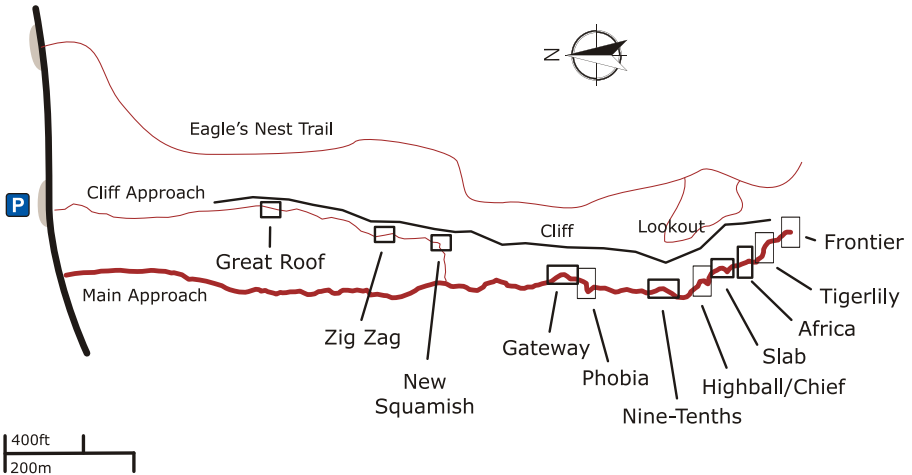 N
Eagle's Nest Trail
P
Cliff Approach
Cliff
Lookout
Frontier
Great Roof
Main Approach
Tigerlily
Africa
Zig Zag
Gateway
Slab
Phobia
Highball/Chief
New
Squamish
Nine-Tenths
400ft
200m